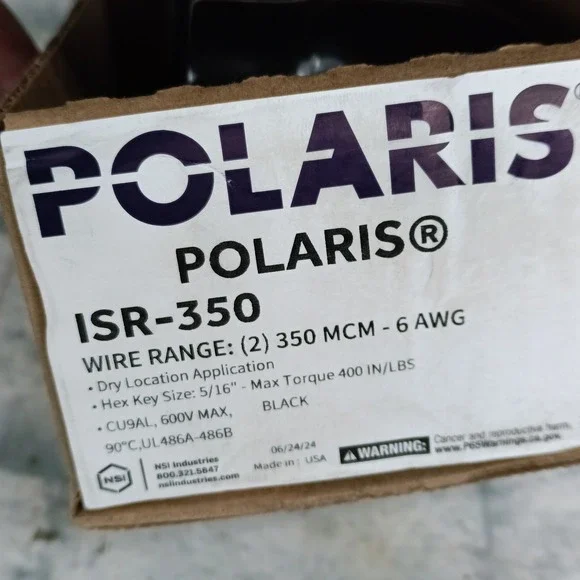 POLARIS®
POLARIS®
ISR-350
WIRE RANGE: (2) 350 MCM - 6 AWG
• Dry Location Application
• Hex Key Size: 5/16" - Max Torque 400 IN/LBS
• CU9AL, 600V MAX, BLACK
90°C,UL486A-486B
NSI
NSI Industries
800.321.5847
nsiindustries.com
06/24/24
Made in: USA
WARNING:
Cancer and reproductive harm.
www.P65Warnings.ca.gov